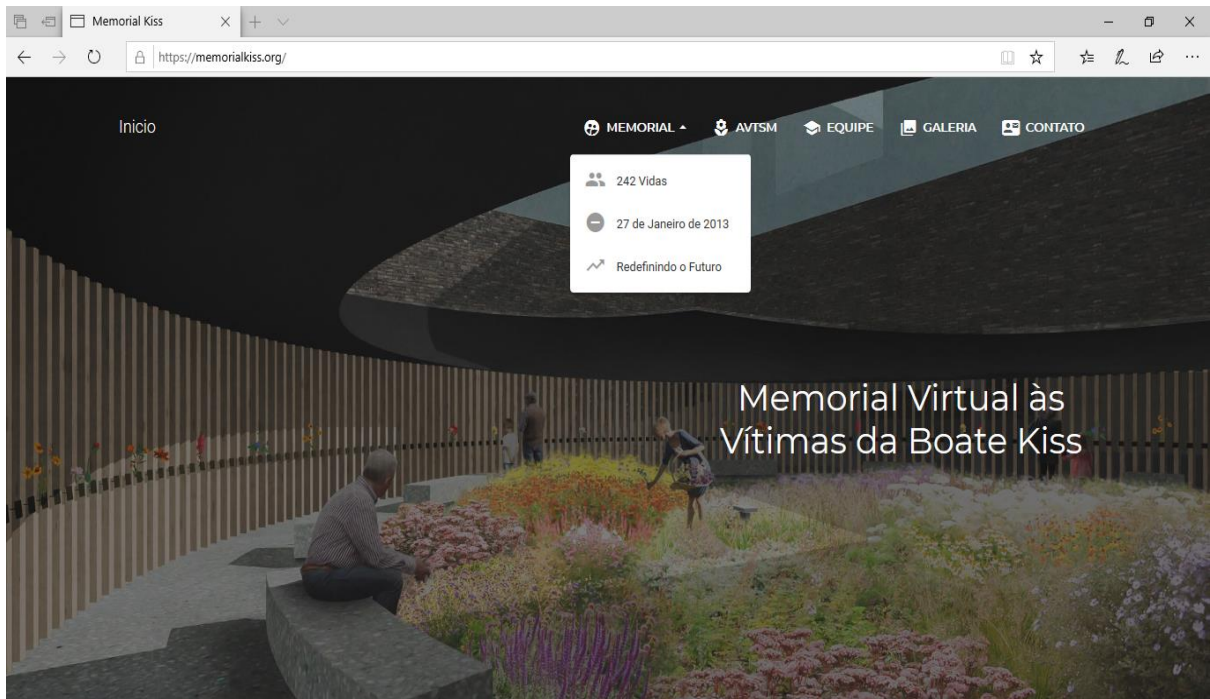 Memorial Kiss
https://memorialkiss.org/
Inicio
MEMORIAL
AVTSM
EQUIPE
GALERIA
CONTATO
242 Vidas
27 de Janeiro de 2013
Redefinindo o Futuro
Memorial Virtual às
Vítimas da Boate Kiss